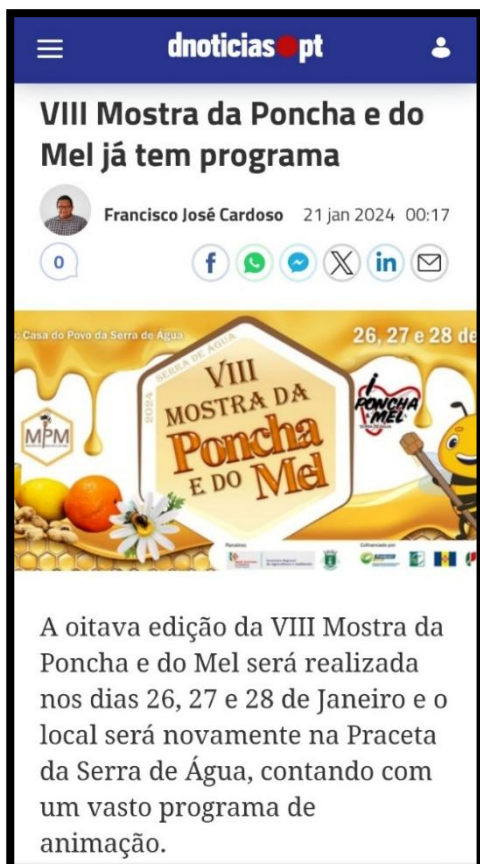 dnoticias pt
VIII Mostra da Poncha e do
Mel já tem programa
Francisco José Cardoso 21 jan 2024 00:17
0
: Casa do Povo da Serra de Água
26, 27 e 28 de
SERRA DE ÁGUA
2024
VIII
MOSTRA DA
Poncha
E DO Mel
MPM
PONCHA
MEL
Parceiros
Cofinanciado por
A oitava edição da VIII Mostra da
Poncha e do Mel será realizada
nos dias 26, 27 e 28 de Janeiro e o
local será novamente na Praceta
da Serra de Água, contando com
um vasto programa de
animação.